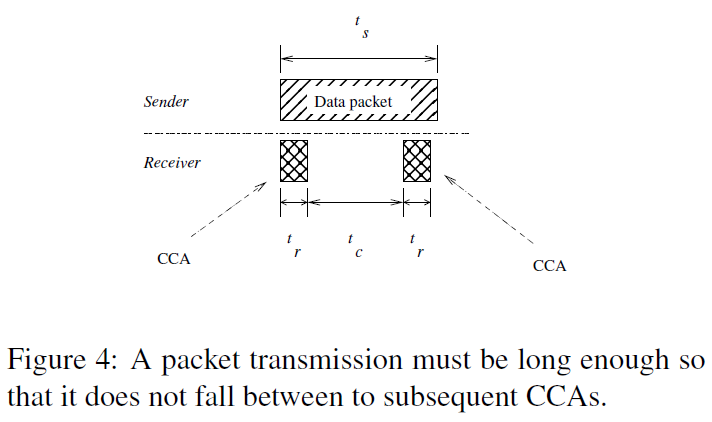 t
s
Sender
Data packet
Receiver
t t t
r c r
CCA
CCA
Figure 4: A packet transmission must be long enough so
that it does not fall between to subsequent CCAs.